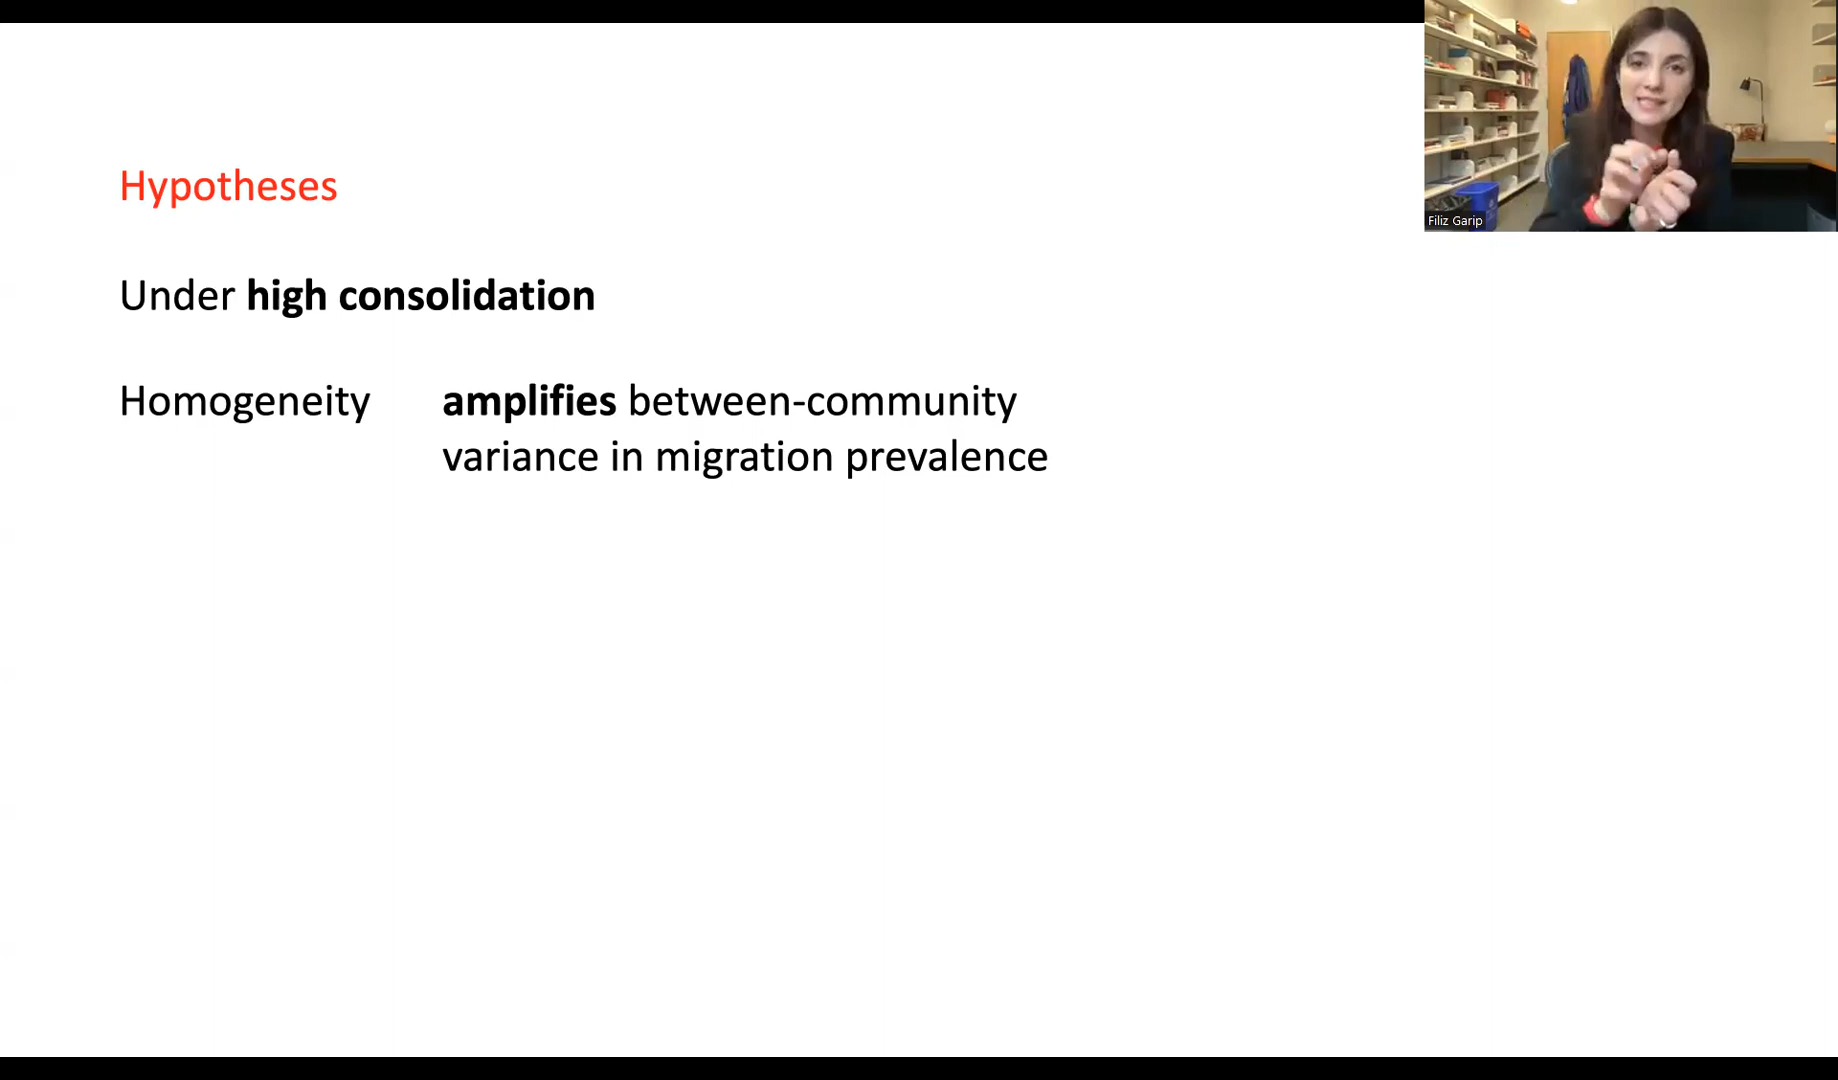 Hypotheses
Under high consolidation
Homogeneity amplifies between-community
variance in migration prevalence
Filiz Garip